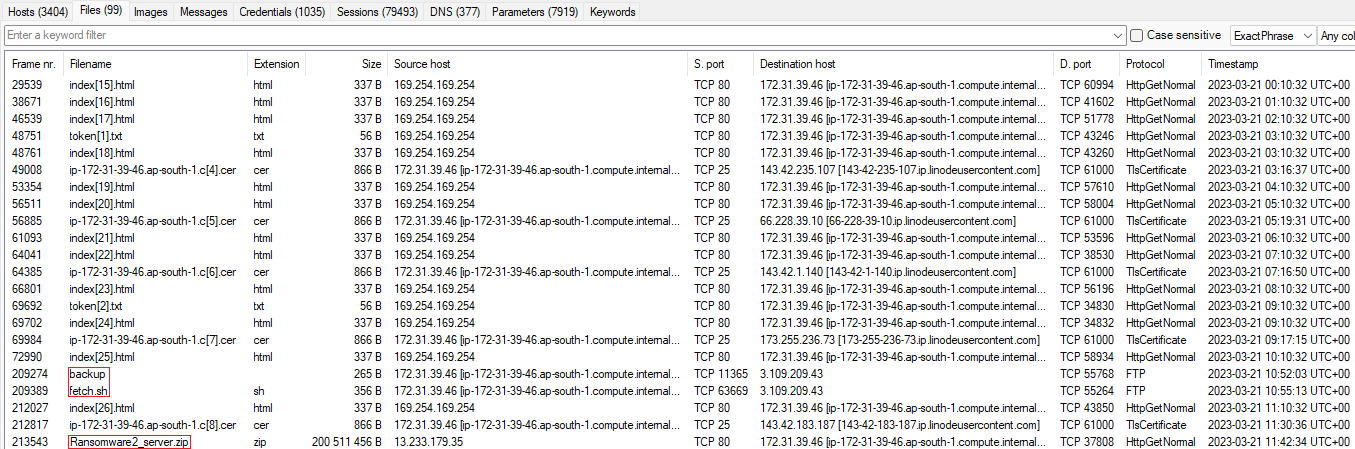 Hosts (3404) Files (99) Images Messages Credentials (1035) Sessions (79493) DNS (377) Parameters (7919) Keywords
Enter a keyword filter Case sensitive ExactPhrase Any col
Frame nr. Filename Extension Size Source host S. port Destination host D. port Protocol Timestamp
29539 index[15].html html 337 B 169.254.169.254 TCP 80 172.31.39.46 [ip-172-31-39-46.ap-south-1.compute.internal... TCP 60994 HttpGetNormal 2023-03-21 00:10:32 UTC+00
38671 index[16].html html 337 B 169.254.169.254 TCP 80 172.31.39.46 [ip-172-31-39-46.ap-south-1.compute.internal... TCP 41602 HttpGetNormal 2023-03-21 01:10:32 UTC+00
46539 index[17].html html 337 B 169.254.169.254 TCP 80 172.31.39.46 [ip-172-31-39-46.ap-south-1.compute.internal... TCP 51778 HttpGetNormal 2023-03-21 02:10:32 UTC+00
48751 token[1].txt txt 56 B 169.254.169.254 TCP 80 172.31.39.46 [ip-172-31-39-46.ap-south-1.compute.internal... TCP 43246 HttpGetNormal 2023-03-21 03:10:32 UTC+00
48761 index[18].html html 337 B 169.254.169.254 TCP 80 172.31.39.46 [ip-172-31-39-46.ap-south-1.compute.internal... TCP 43260 HttpGetNormal 2023-03-21 03:10:32 UTC+00
49008 ip-172-31-39-46.ap-south-1.c[4].cer cer 866 B 172.31.39.46 [ip-172-31-39-46.ap-south-1.compute.internal... TCP 25 143.42.235.107 [143-42-235-107.ip.linodeusercontent.com] TCP 61000 TlsCertificate 2023-03-21 03:16:37 UTC+00
53354 index[19].html html 337 B 169.254.169.254 TCP 80 172.31.39.46 [ip-172-31-39-46.ap-south-1.compute.internal... TCP 57610 HttpGetNormal 2023-03-21 04:10:32 UTC+00
56511 index[20].html html 337 B 169.254.169.254 TCP 80 172.31.39.46 [ip-172-31-39-46.ap-south-1.compute.internal... TCP 58004 HttpGetNormal 2023-03-21 05:10:32 UTC+00
56885 ip-172-31-39-46.ap-south-1.c[5].cer cer 866 B 172.31.39.46 [ip-172-31-39-46.ap-south-1.compute.internal... TCP 25 66.228.39.10 [66-228-39-10.ip.linodeusercontent.com] TCP 61000 TlsCertificate 2023-03-21 05:19:31 UTC+00
61093 index[21].html html 337 B 169.254.169.254 TCP 80 172.31.39.46 [ip-172-31-39-46.ap-south-1.compute.internal... TCP 53596 HttpGetNormal 2023-03-21 06:10:32 UTC+00
64041 index[22].html html 337 B 169.254.169.254 TCP 80 172.31.39.46 [ip-172-31-39-46.ap-south-1.compute.internal... TCP 38530 HttpGetNormal 2023-03-21 07:10:32 UTC+00
64385 ip-172-31-39-46.ap-south-1.c[6].cer cer 866 B 172.31.39.46 [ip-172-31-39-46.ap-south-1.compute.internal... TCP 25 143.42.1.140 [143-42-1-140.ip.linodeusercontent.com] TCP 61000 TlsCertificate 2023-03-21 07:16:50 UTC+00
66801 index[23].html html 337 B 169.254.169.254 TCP 80 172.31.39.46 [ip-172-31-39-46.ap-south-1.compute.internal... TCP 56196 HttpGetNormal 2023-03-21 08:10:32 UTC+00
69692 token[2].txt txt 56 B 169.254.169.254 TCP 80 172.31.39.46 [ip-172-31-39-46.ap-south-1.compute.internal... TCP 34830 HttpGetNormal 2023-03-21 09:10:32 UTC+00
69702 index[24].html html 337 B 169.254.169.254 TCP 80 172.31.39.46 [ip-172-31-39-46.ap-south-1.compute.internal... TCP 34832 HttpGetNormal 2023-03-21 09:10:32 UTC+00
69984 ip-172-31-39-46.ap-south-1.c[7].cer cer 866 B 172.31.39.46 [ip-172-31-39-46.ap-south-1.compute.internal... TCP 25 173.255.236.73 [173-255-236-73.ip.linodeusercontent.com] TCP 61000 TlsCertificate 2023-03-21 09:17:15 UTC+00
72990 index[25].html html 337 B 169.254.169.254 TCP 80 172.31.39.46 [ip-172-31-39-46.ap-south-1.compute.internal... TCP 58934 HttpGetNormal 2023-03-21 10:10:32 UTC+00
209274 backup 265 B 172.31.39.46 [ip-172-31-39-46.ap-south-1.compute.internal... TCP 11365 3.109.209.43 TCP 55768 FTP 2023-03-21 10:52:03 UTC+00
209389 fetch.sh sh 356 B 172.31.39.46 [ip-172-31-39-46.ap-south-1.compute.internal... TCP 63669 3.109.209.43 TCP 55264 FTP 2023-03-21 10:55:13 UTC+00
212027 index[26].html html 337 B 169.254.169.254 TCP 80 172.31.39.46 [ip-172-31-39-46.ap-south-1.compute.internal... TCP 43850 HttpGetNormal 2023-03-21 11:10:32 UTC+00
212817 ip-172-31-39-46.ap-south-1.c[8].cer cer 866 B 172.31.39.46 [ip-172-31-39-46.ap-south-1.compute.internal... TCP 25 143.42.183.187 [143-42-183-187.ip.linodeusercontent.com] TCP 61000 TlsCertificate 2023-03-21 11:30:36 UTC+00
213543 Ransomware2_server.zip zip 200 511 456 B 13.233.179.35 TCP 80 172.31.39.46 [ip-172-31-39-46.ap-south-1.compute.internal... TCP 37808 HttpGetNormal 2023-03-21 11:42:34 UTC+00